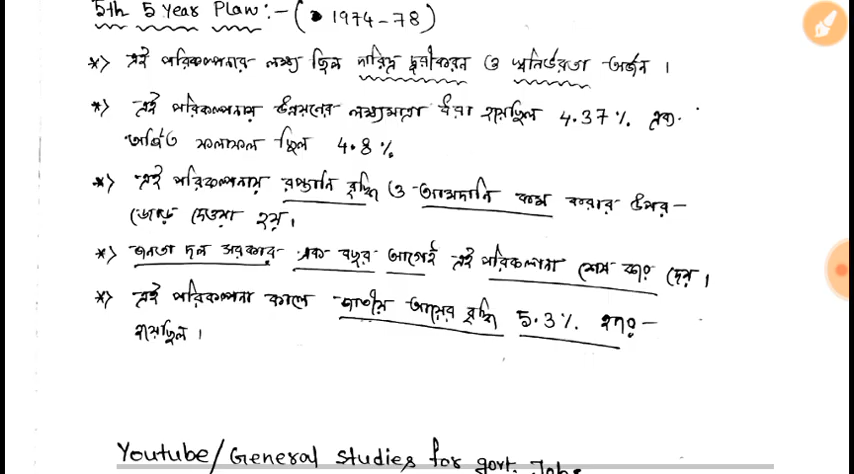 5th 5 Year Plan:- ( 1974-78)
*> এই পরিকল্পনার লক্ষ্য ছিল দারিদ্র দূরীকরন ও স্বনির্ভরতা অর্জন ।
*> এই পরিকল্পনায় উন্নয়নের লক্ষ্যমাত্রা ধরা হয়েছিল 4.37% এবং
অর্জিত ফলাফল ছিল 4.8%
*> এই পরিকল্পনায় রপ্তানি বৃদ্ধি ও আমদানি কম করার উপর
জোড় দেওয়া হয় ।
*> জনতা দল সরকার এক বছর আগেই এই পরিকল্পনা শেষ করে দেয় ।
*> এই পরিকল্পনা কালে জাতীয় আয়ের বৃদ্ধি 5.3%
হয়েছিল ।
Youtube/General studies for govt. Jobs